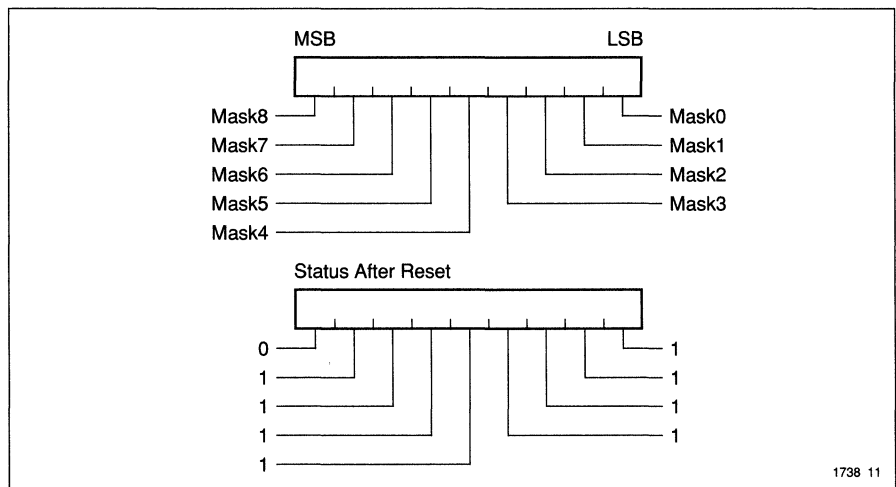 MSB LSB
Mask8 Mask0
Mask7 Mask1
Mask6 Mask2
Mask5 Mask3
Mask4
Status After Reset
0 1
1 1
1 1
1 1
1
1738 11